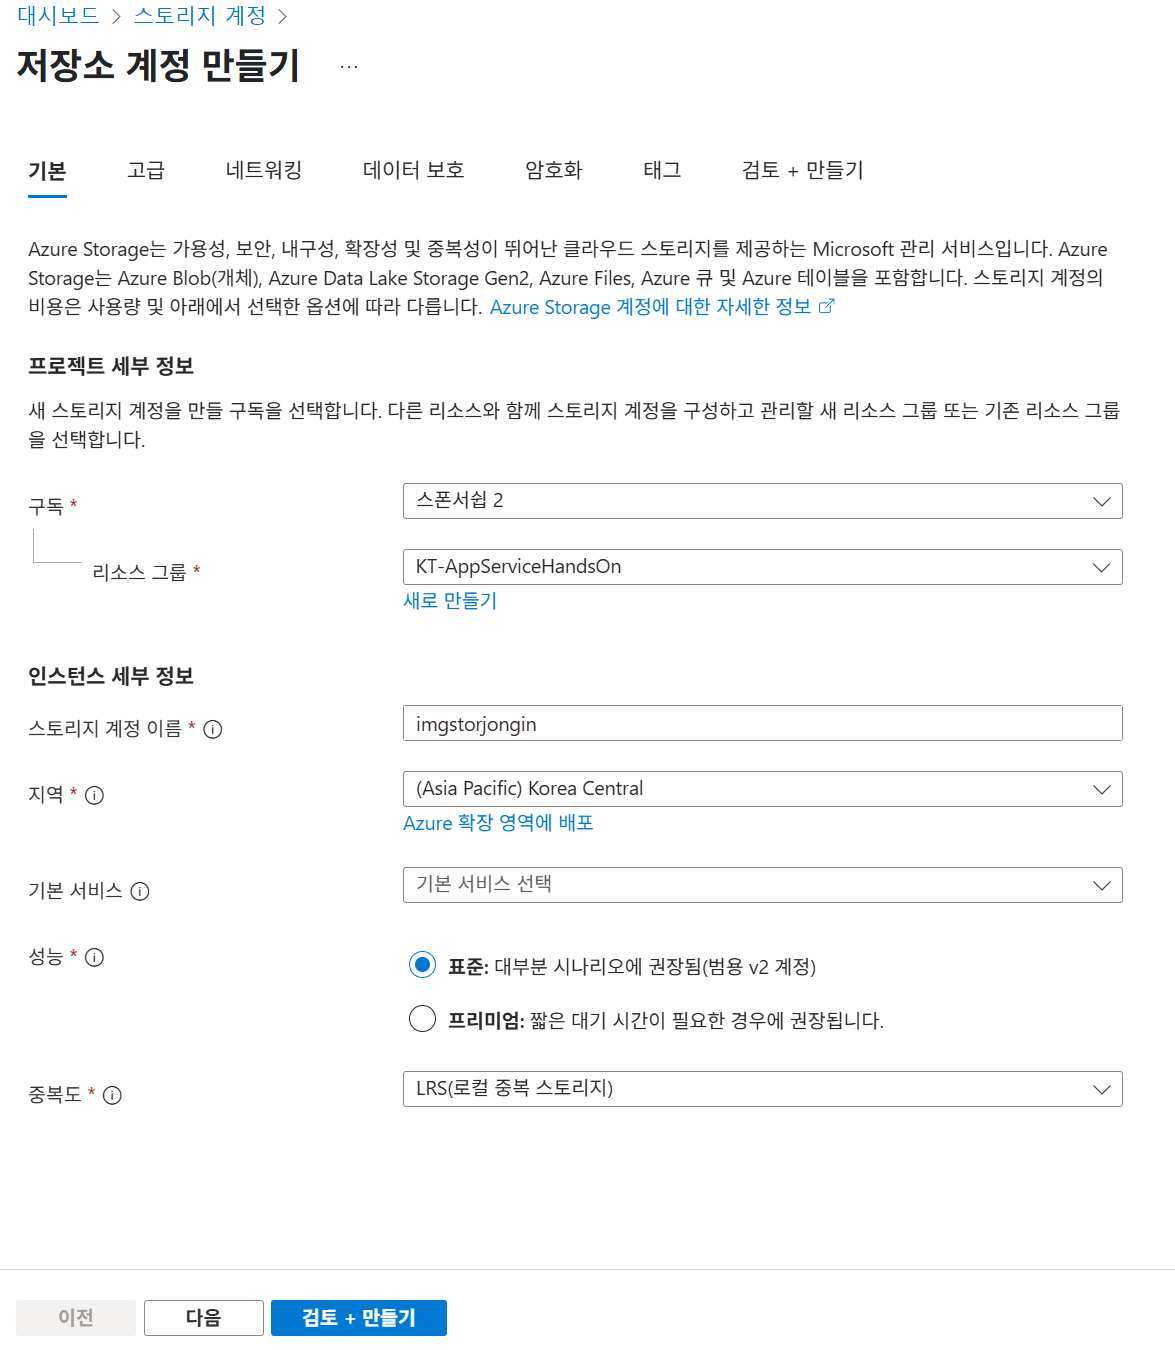 대시보드 > 스토리지 계정 >
저장소 계정 만들기 ...
기본 고급 네트워킹 데이터 보호 암호화 태그 검토 + 만들기
Azure Storage는 가용성, 보안, 내구성, 확장성 및 중복성이 뛰어난 클라우드 스토리지를 제공하는 Microsoft 관리 서비스입니다. Azure
Storage는 Azure Blob(개체), Azure Data Lake Storage Gen2, Azure Files, Azure 큐 및 Azure 테이블을 포함합니다. 스토리지 계정의
비용은 사용량 및 아래에서 선택한 옵션에 따라 다릅니다. Azure Storage 계정에 대한 자세한 정보
프로젝트 세부 정보
새 스토리지 계정을 만들 구독을 선택합니다. 다른 리소스와 함께 스토리지 계정을 구성하고 관리할 새 리소스 그룹 또는 기존 리소스 그룹
을 선택합니다.
구독 * 스폰서쉽 2
리소스 그룹 * KT-AppServiceHandsOn
새로 만들기
인스턴스 세부 정보
스토리지 계정 이름 * imgstorjongin
지역 * (Asia Pacific) Korea Central
Azure 확장 영역에 배포
기본 서비스 기본 서비스 선택
성능 * 표준: 대부분 시나리오에 권장됨(범용 v2 계정)
프리미엄: 짧은 대기 시간이 필요한 경우에 권장됩니다.
중복도 * LRS(로컬 중복 스토리지)
이전 다음 검토 + 만들기